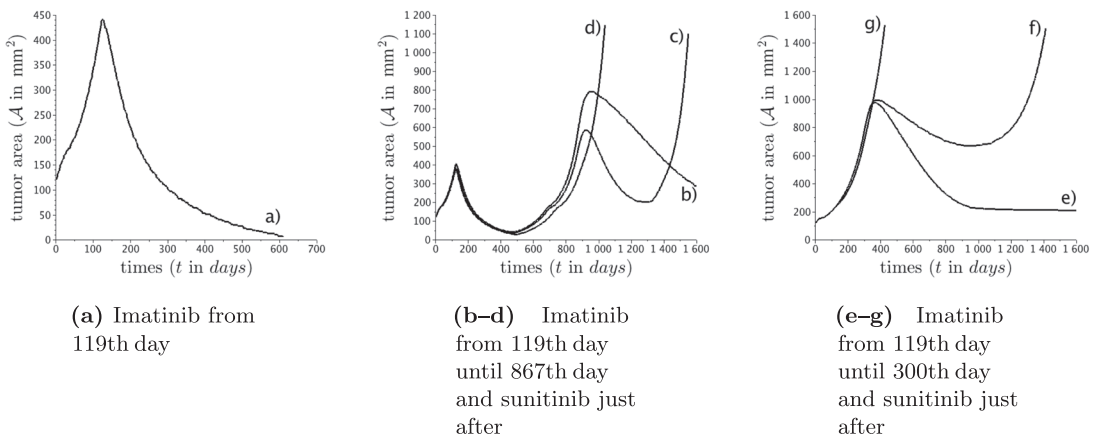 tumor area (𝒜 in mm²)
450
400
350
300
250
200
150
100
50
0
a)
0 100 200 300 400 500 600 700
times (t in days)
(a) Imatinib from
119th day
tumor area (𝒜 in mm²)
1 200
1 100
1 000
900
800
700
600
500
400
300
200
100
0
d)
c)
b)
0 200 400 600 800 1 000 1 200 1 400 1 600
times (t in days)
(b–d) Imatinib
from 119th day
until 867th day
and sunitinib just
after
tumor area (𝒜 in mm²)
1 600
1 400
1 200
1 000
800
600
400
200
0
g)
f)
e)
0 200 400 600 800 1 000 1 200 1 400 1 600
times (t in days)
(e–g) Imatinib
from 119th day
until 300th day
and sunitinib just
after